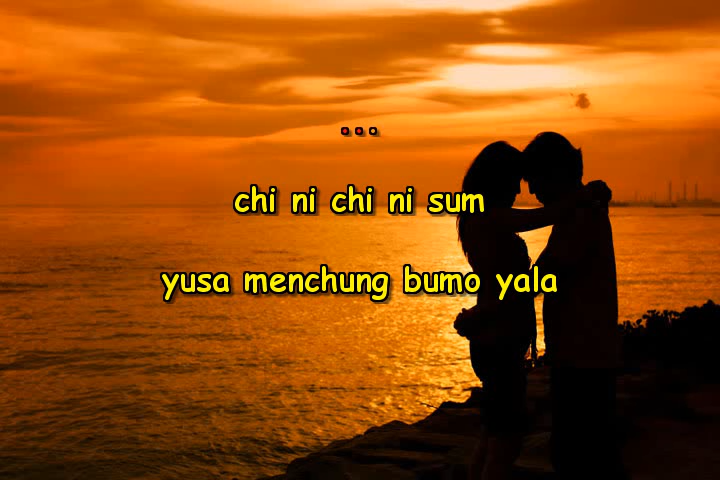 ...
chi ni chi ni sum
yusa menchung bumo yala